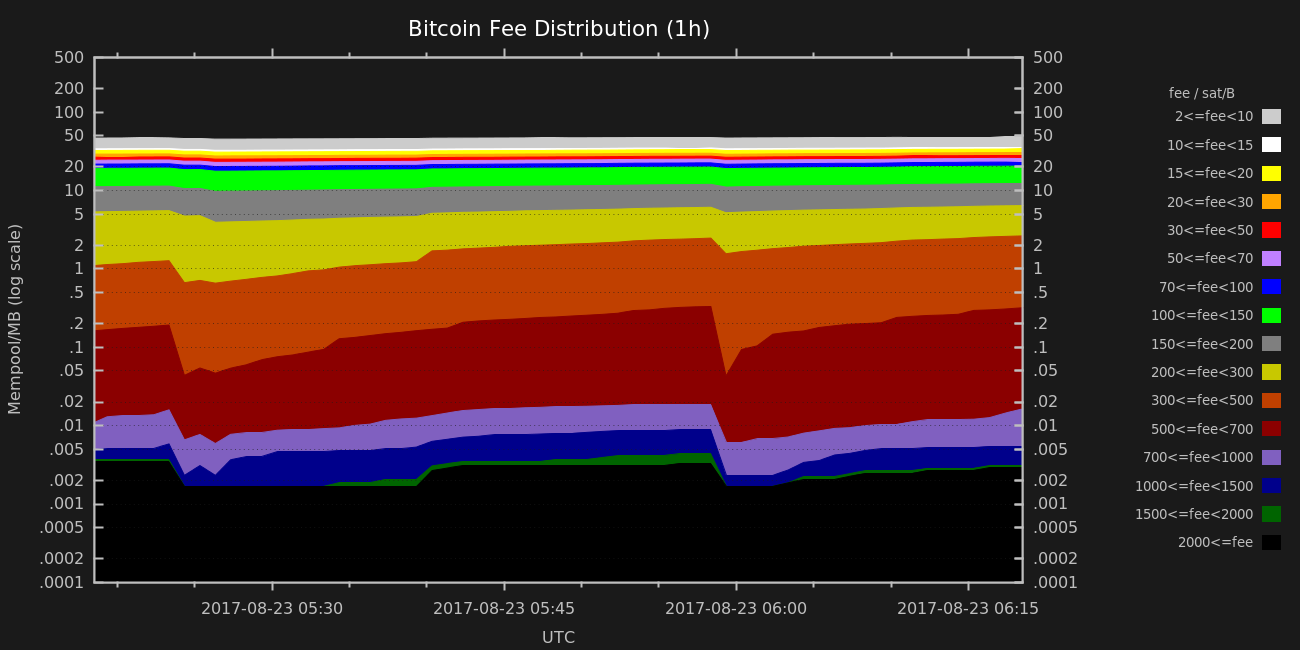 Bitcoin Fee Distribution (1h)
Mempool/MB (log scale)
500
200
100
50
20
10
5
2
1
.5
.2
.1
.05
.02
.01
.005
.002
.001
.0005
.0002
.0001
500
200
100
50
20
10
5
2
1
.5
.2
.1
.05
.02
.01
.005
.002
.001
.0005
.0002
.0001
2017-08-23 05:30
2017-08-23 05:45
2017-08-23 06:00
2017-08-23 06:15
UTC
fee / sat/B
2<=fee<10
10<=fee<15
15<=fee<20
20<=fee<30
30<=fee<50
50<=fee<70
70<=fee<100
100<=fee<150
150<=fee<200
200<=fee<300
300<=fee<500
500<=fee<700
700<=fee<1000
1000<=fee<1500
1500<=fee<2000
2000<=fee